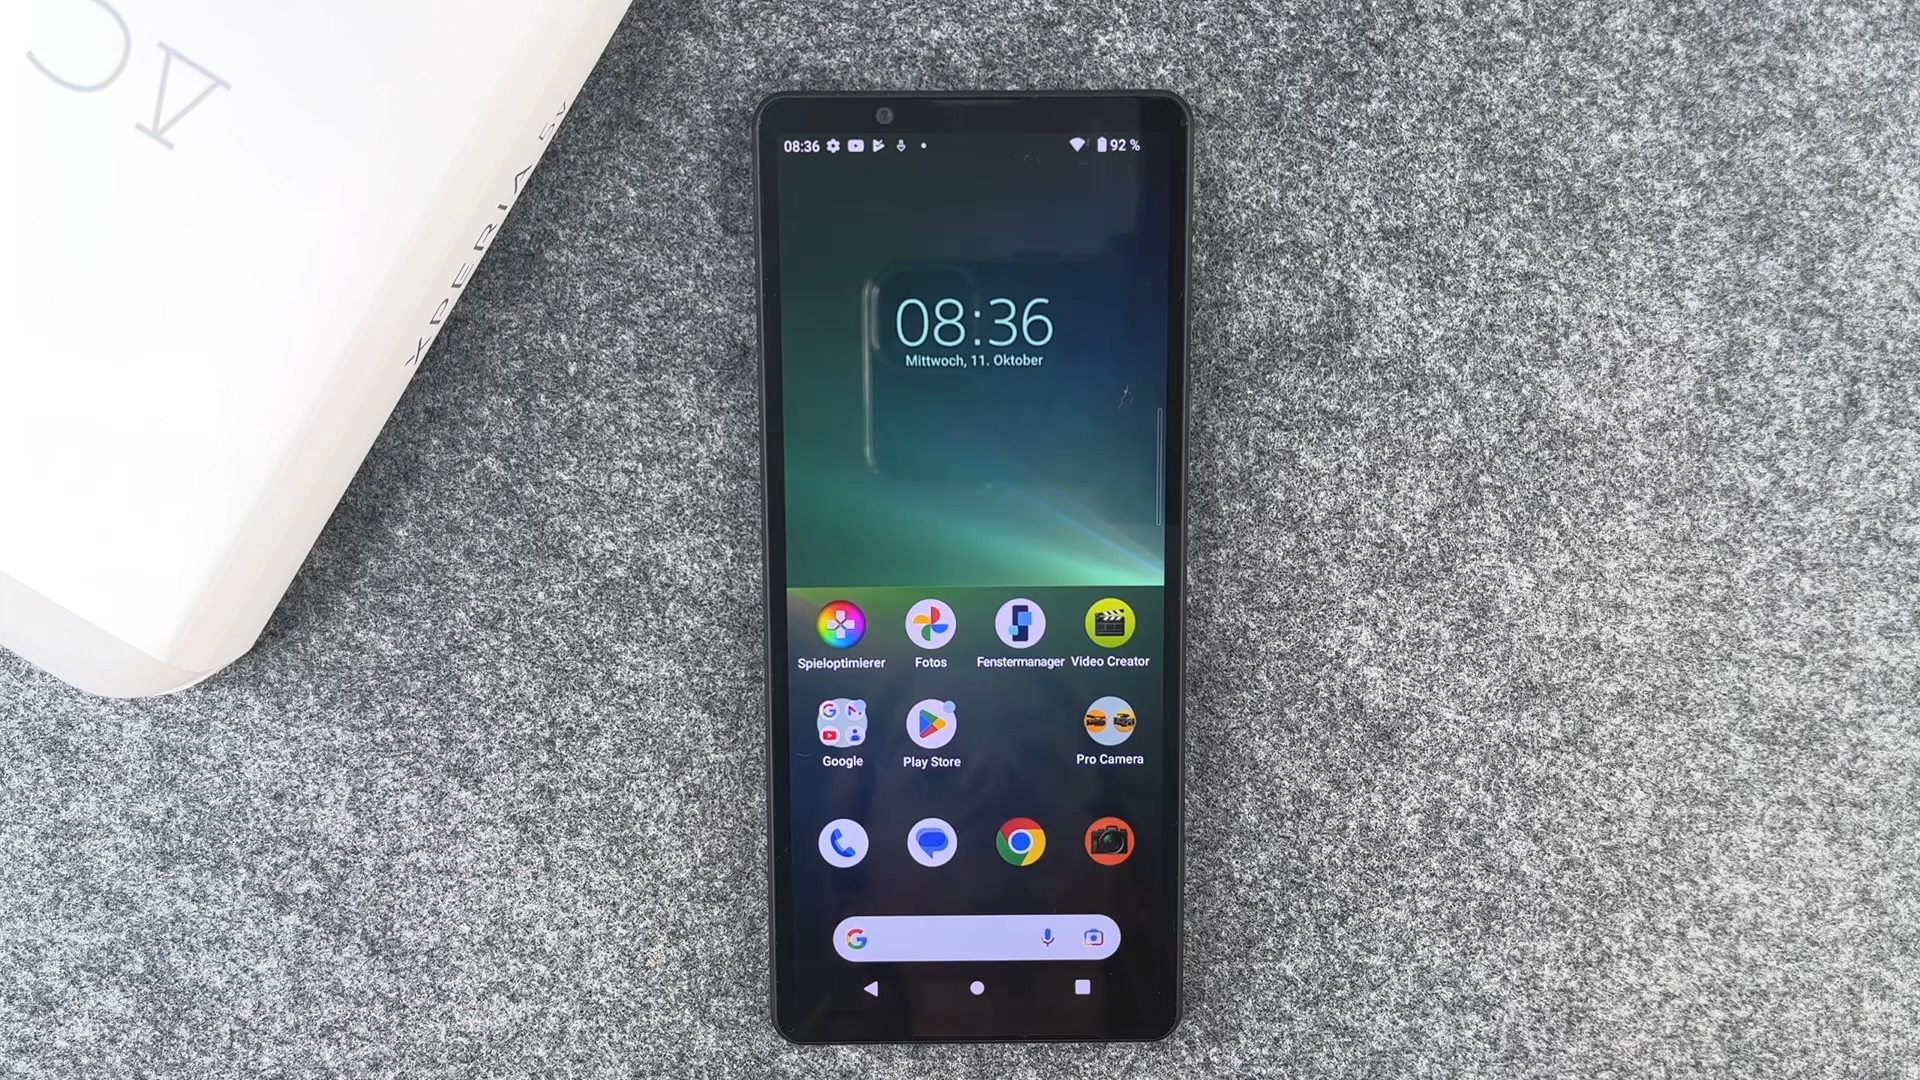 XPERIA 5V
08:36
92 %
08:36
Mittwoch, 11. Oktober
Spieloptimierer
Fotos
Fenstermanager
Video Creator
Google
Play Store
Pro Camera